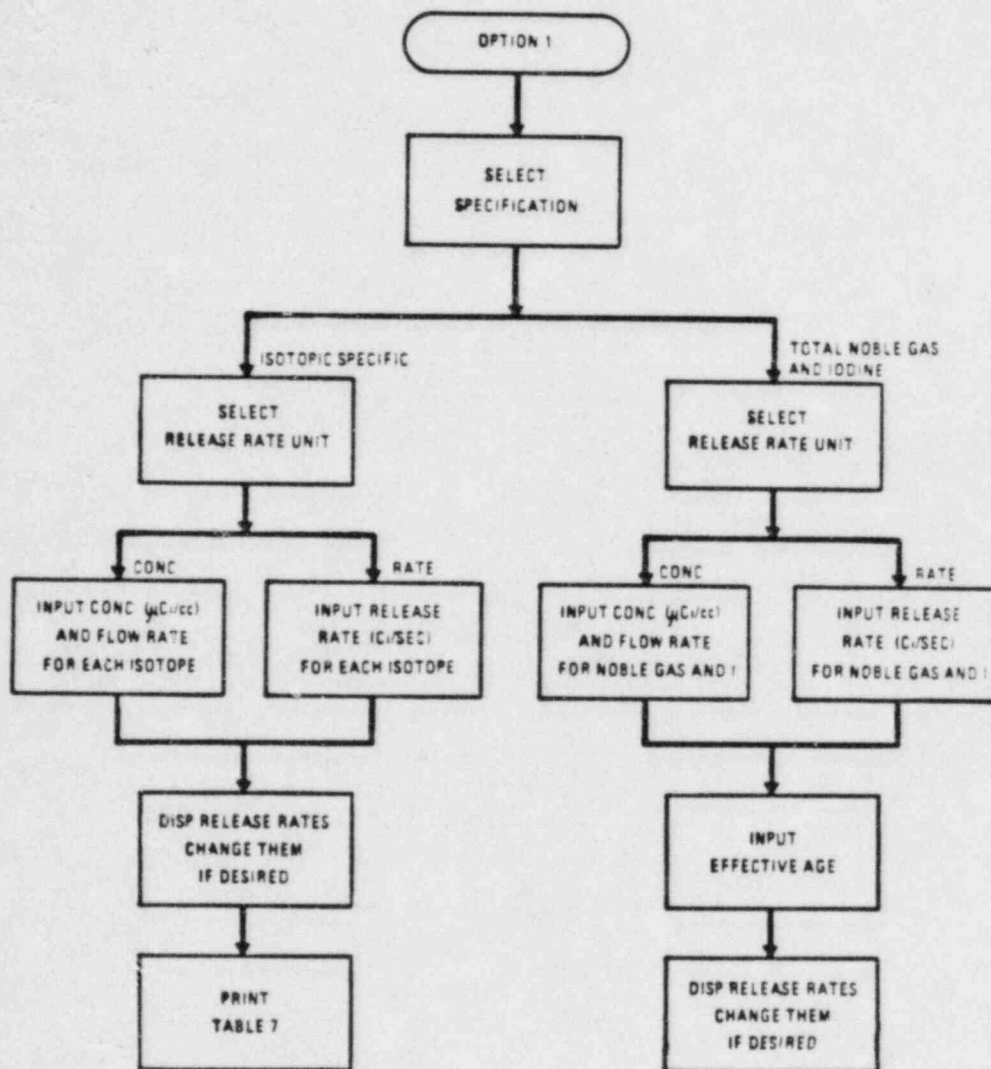 OPTION 1
SELECT
SPECIFICATION
ISOTOPIC SPECIFIC
SELECT
RELEASE RATE UNIT
CONC
INPUT CONC (μCi/cc)
AND FLOW RATE
FOR EACH ISOTOPE
RATE
INPUT RELEASE
RATE (Ci/SEC)
FOR EACH ISOTOPE
DISP RELEASE RATES
CHANGE THEM
IF DESIRED
PRINT
TABLE 7
TOTAL NOBLE GAS
AND IODINE
SELECT
RELEASE RATE UNIT
CONC
INPUT CONC (μCi/cc)
AND FLOW RATE
FOR NOBLE GAS AND I
RATE
INPUT RELEASE
RATE (Ci/SEC)
FOR NOBLE GAS AND I
INPUT
EFFECTIVE AGE
DISP RELEASE RATES
CHANGE THEM
IF DESIRED